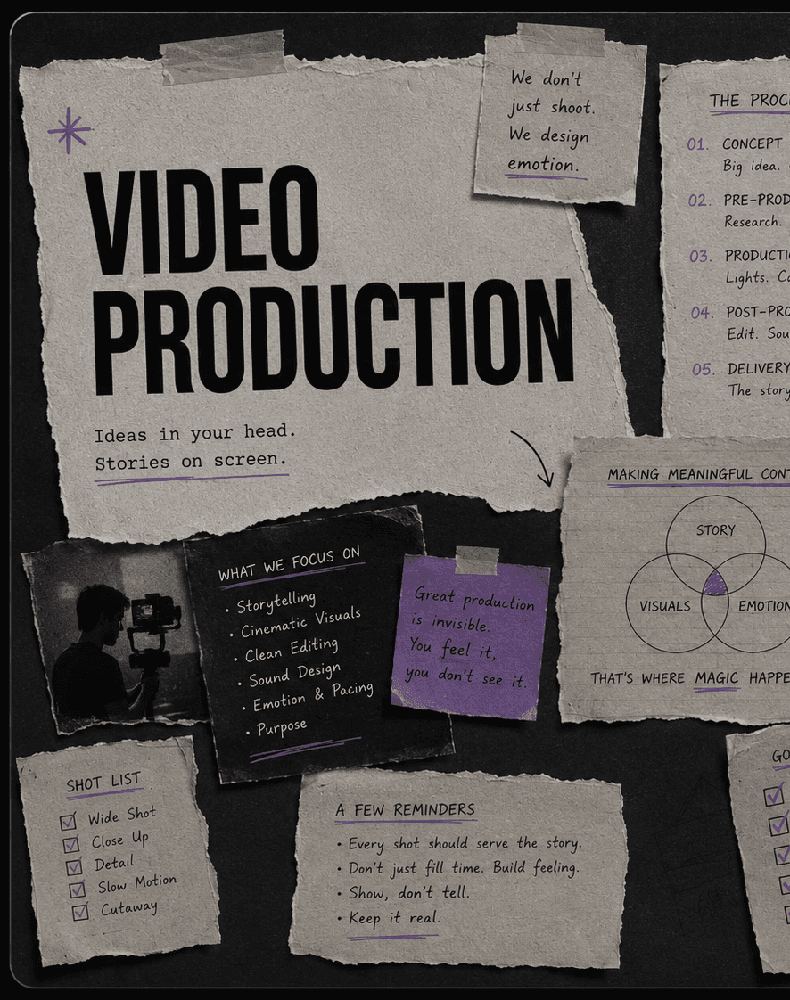 VIDEO
PRODUCTION
Ideas in your head.
Stories on screen.
We don't
just shoot.
We design
emotion.
THE PROC
01. CONCEPT
Big idea.
02. PRE-PROD
Research.
03. PRODUCTI
Lights. Co
04. POST-PRO
Edit. Sou
05. DELIVERY
The story
MAKING MEANINGFUL CONT
STORY
VISUALS
EMOTION
THAT'S WHERE MAGIC HAPPE
WHAT WE FOCUS ON
• Storytelling
• Cinematic Visuals
• Clean Editing
• Sound Design
• Emotion & Pacing
• Purpose
Great production
is invisible.
You feel it,
you don't see it.
SHOT LIST
Wide Shot
Close Up
Detail
Slow Motion
Cutaway
A FEW REMINDERS
• Every shot should serve the story.
• Don't just fill time. Build feeling.
• Show, don't tell.
• Keep it real.
GO